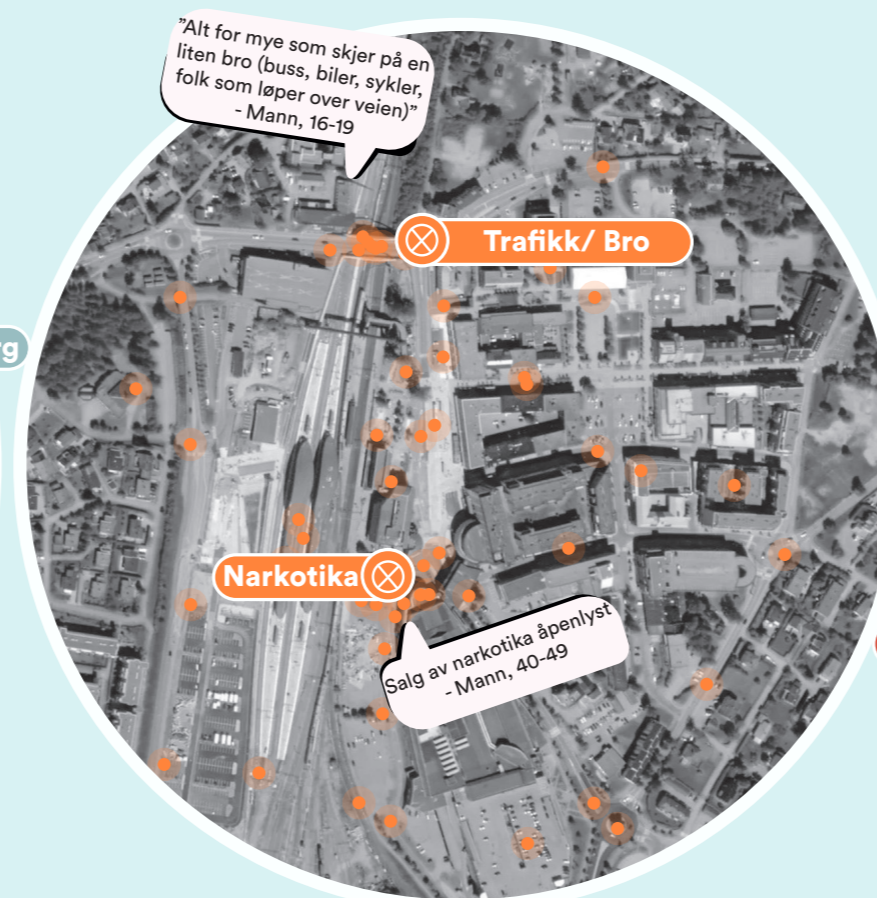 ”Alt for mye som skjer på en
liten bro (buss, biler, sykler,
folk som løper over veien)”
- Mann, 16-19
Trafikk/ Bro
rg
Narkotika
Salg av narkotika åpenlyst
- Mann, 40-49